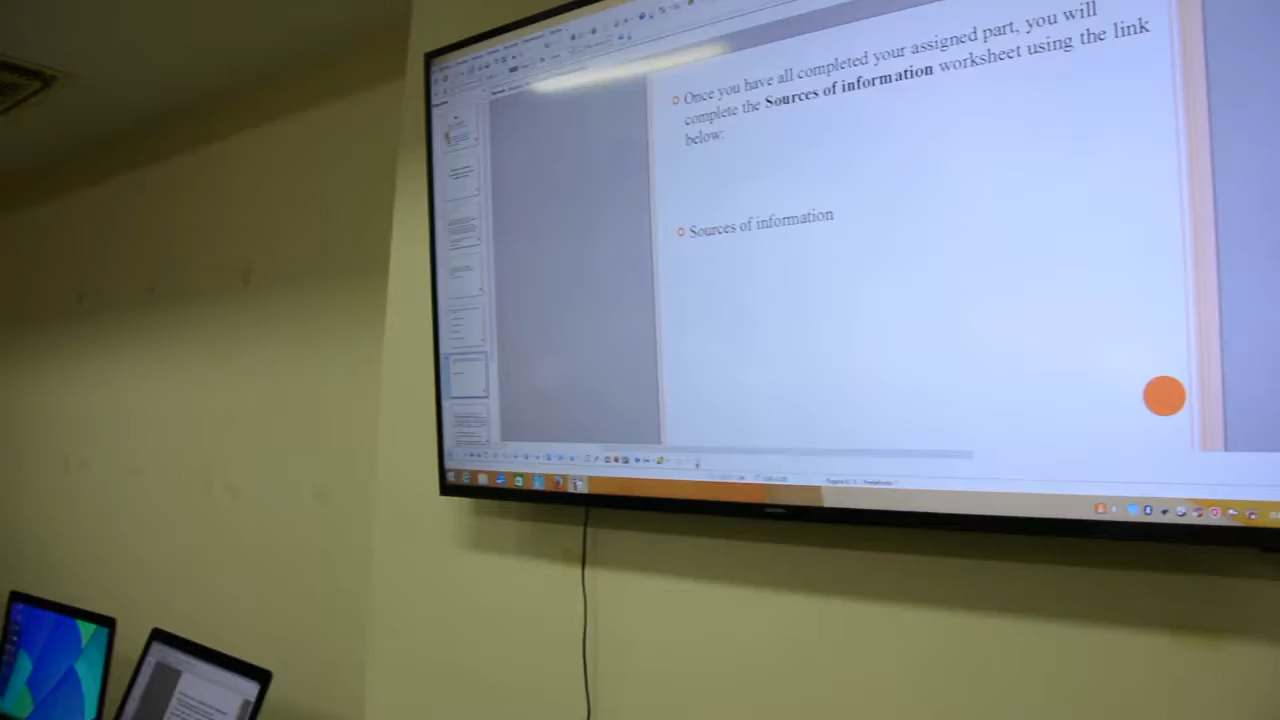 Once you have all completed your assigned part, you will
complete the Sources of information worksheet using the link
below:
Sources of information